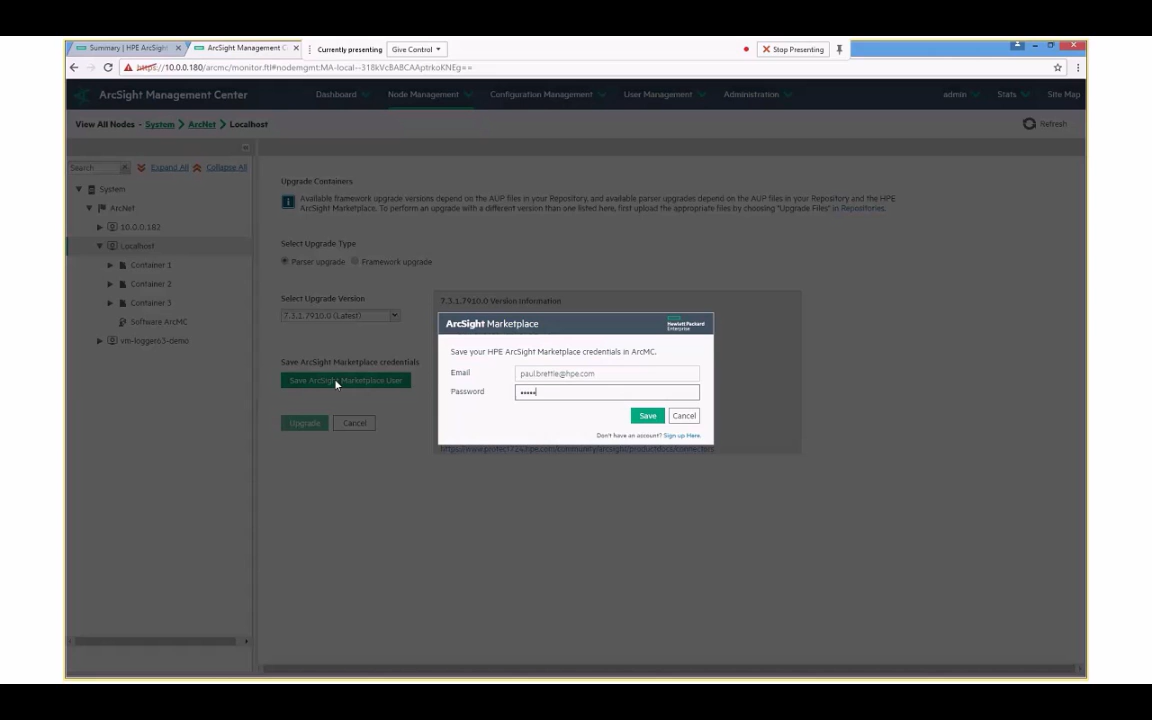 Summary | HPE ArcSight
ArcSight Management C
Currently presenting
Give Control
Stop Presenting
https://10.0.0.180/arcmc/monitor.ftl#nodemgmt:MA-local--318kVcBABCAAptrkoKNEg==
ArcSight Management Center
Dashboard
Node Management
Configuration Management
User Management
Administration
admin
Stats
Site Map
View All Nodes - System > ArcNet > Localhost
Refresh
Search
Expand All
Collapse All
System
ArcNet
10.0.0.182
Localhost
Container 1
Container 2
Container 3
Software ArcMC
vm-logger63-demo
Upgrade Containers
Available framework upgrade versions depend on the AUP files in your Repository, and available parser upgrades depend on the AUP files in your Repository and the HPE
ArcSight Marketplace. To perform an upgrade with a different version than one listed here, first upload the appropriate files by choosing "Upgrade Files" in Repositories.
Select Upgrade Type
Parser upgrade
Framework upgrade
Select Upgrade Version
7.3.1.7910.0 (Latest)
7.3.1.7910.0 Version Information
Save ArcSight Marketplace credentials
Save ArcSight Marketplace User
Upgrade
Cancel
ArcSight Marketplace
Hewlett Packard
Enterprise
Save your HPE ArcSight Marketplace credentials in ArcMC.
Email
paul.brettle@hpe.com
Password
•••••
Save
Cancel
Don't have an account? Sign up Here.
https://www.protect724.hpe.com/community/arcsight/productdocs/connectors